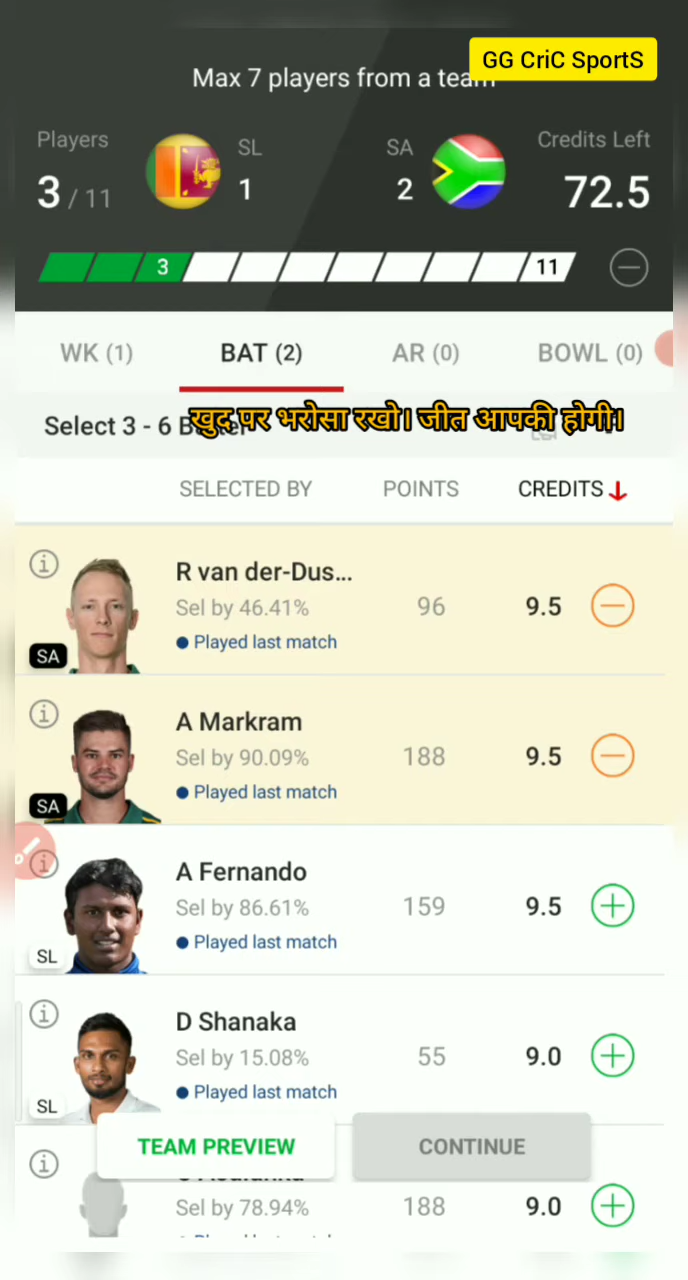 GG CriC SportS
Max 7 players from a team
Players
SL
SA
Credits Left
3 / 11
1
2
72.5
3
11
WK (1)
BAT (2)
AR (0)
BOWL (0)
Select 3 - 6
खुद पर भरोसा रखो। जीत आपकी होगी।
SELECTED BY
POINTS
CREDITS
R van der-Dus...
Sel by 46.41%
96
9.5
Played last match
SA
A Markram
Sel by 90.09%
188
9.5
Played last match
SA
A Fernando
Sel by 86.61%
159
9.5
Played last match
SL
D Shanaka
Sel by 15.08%
55
9.0
Played last match
SL
TEAM PREVIEW
CONTINUE
Sel by 78.94%
188
9.0